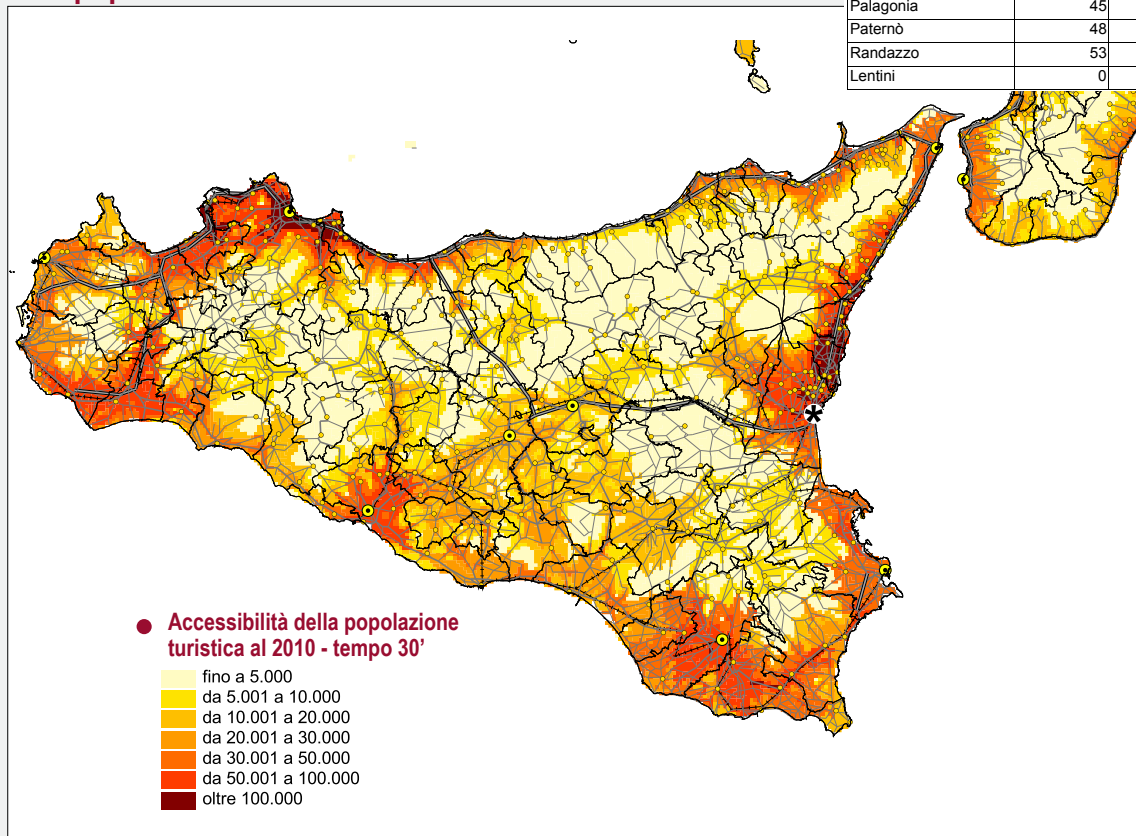 Palagonia 45
Paternò 48
Randazzo 53
Lentini 0
Accessibilità della popolazione
turistica al 2010 - tempo 30’
fino a 5.000
da 5.001 a 10.000
da 10.001 a 20.000
da 20.001 a 30.000
da 30.001 a 50.000
da 50.001 a 100.000
oltre 100.000